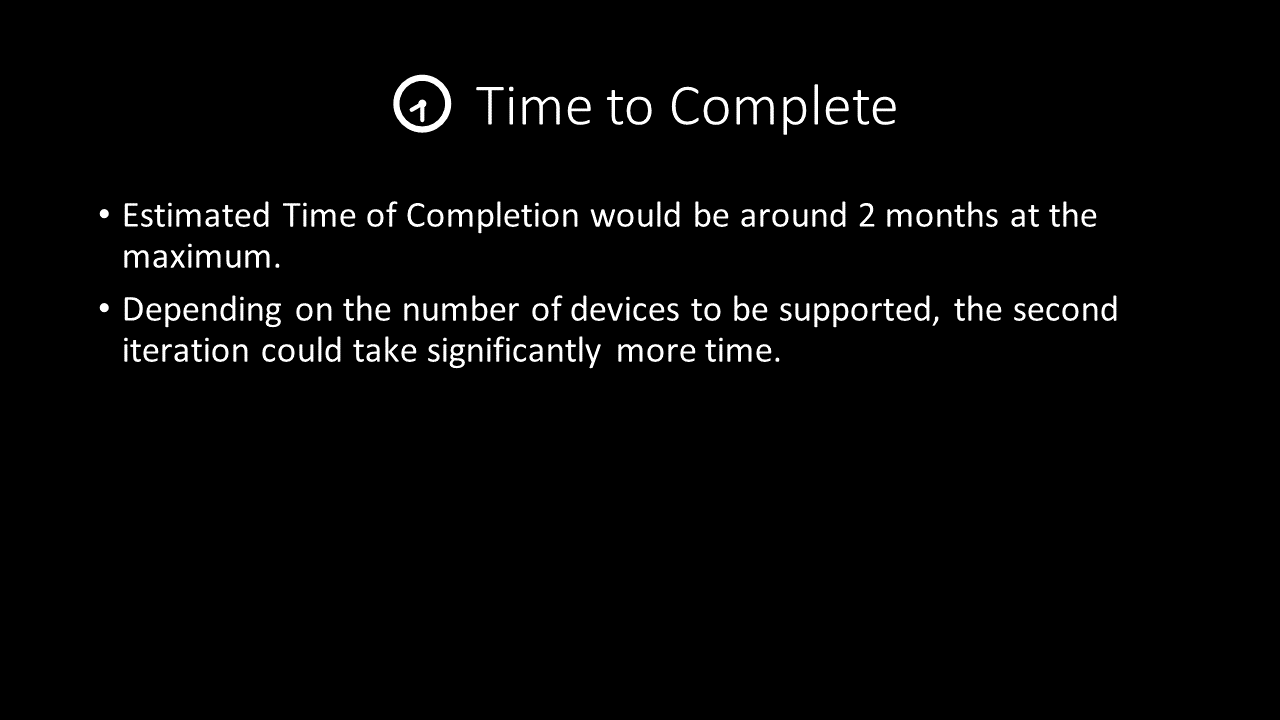 Time to Complete
• Estimated Time of Completion would be around 2 months at the
maximum.
• Depending on the number of devices to be supported, the second
iteration could take significantly more time.